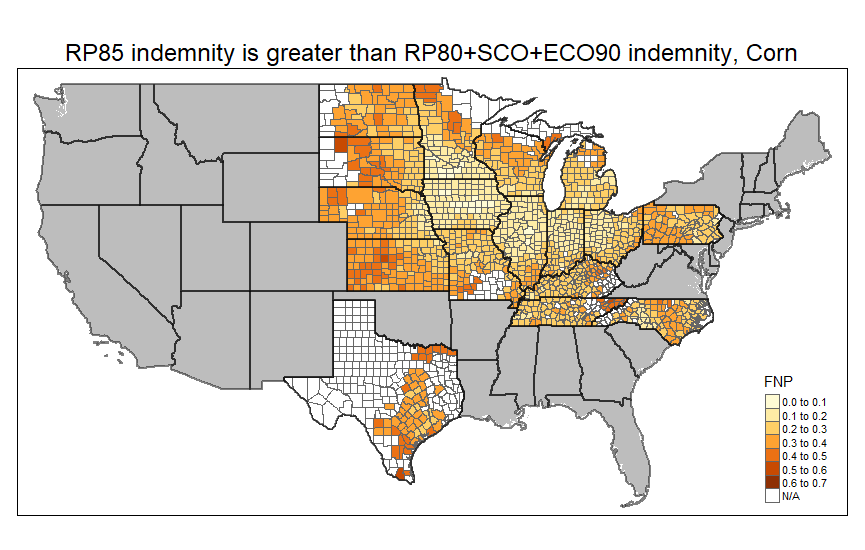 RP85 indemnity is greater than RP80+SCO+ECO90 indemnity, Corn
FNP
0.0 to 0.1
0.1 to 0.2
0.2 to 0.3
0.3 to 0.4
0.4 to 0.5
0.5 to 0.6
0.6 to 0.7
N/A